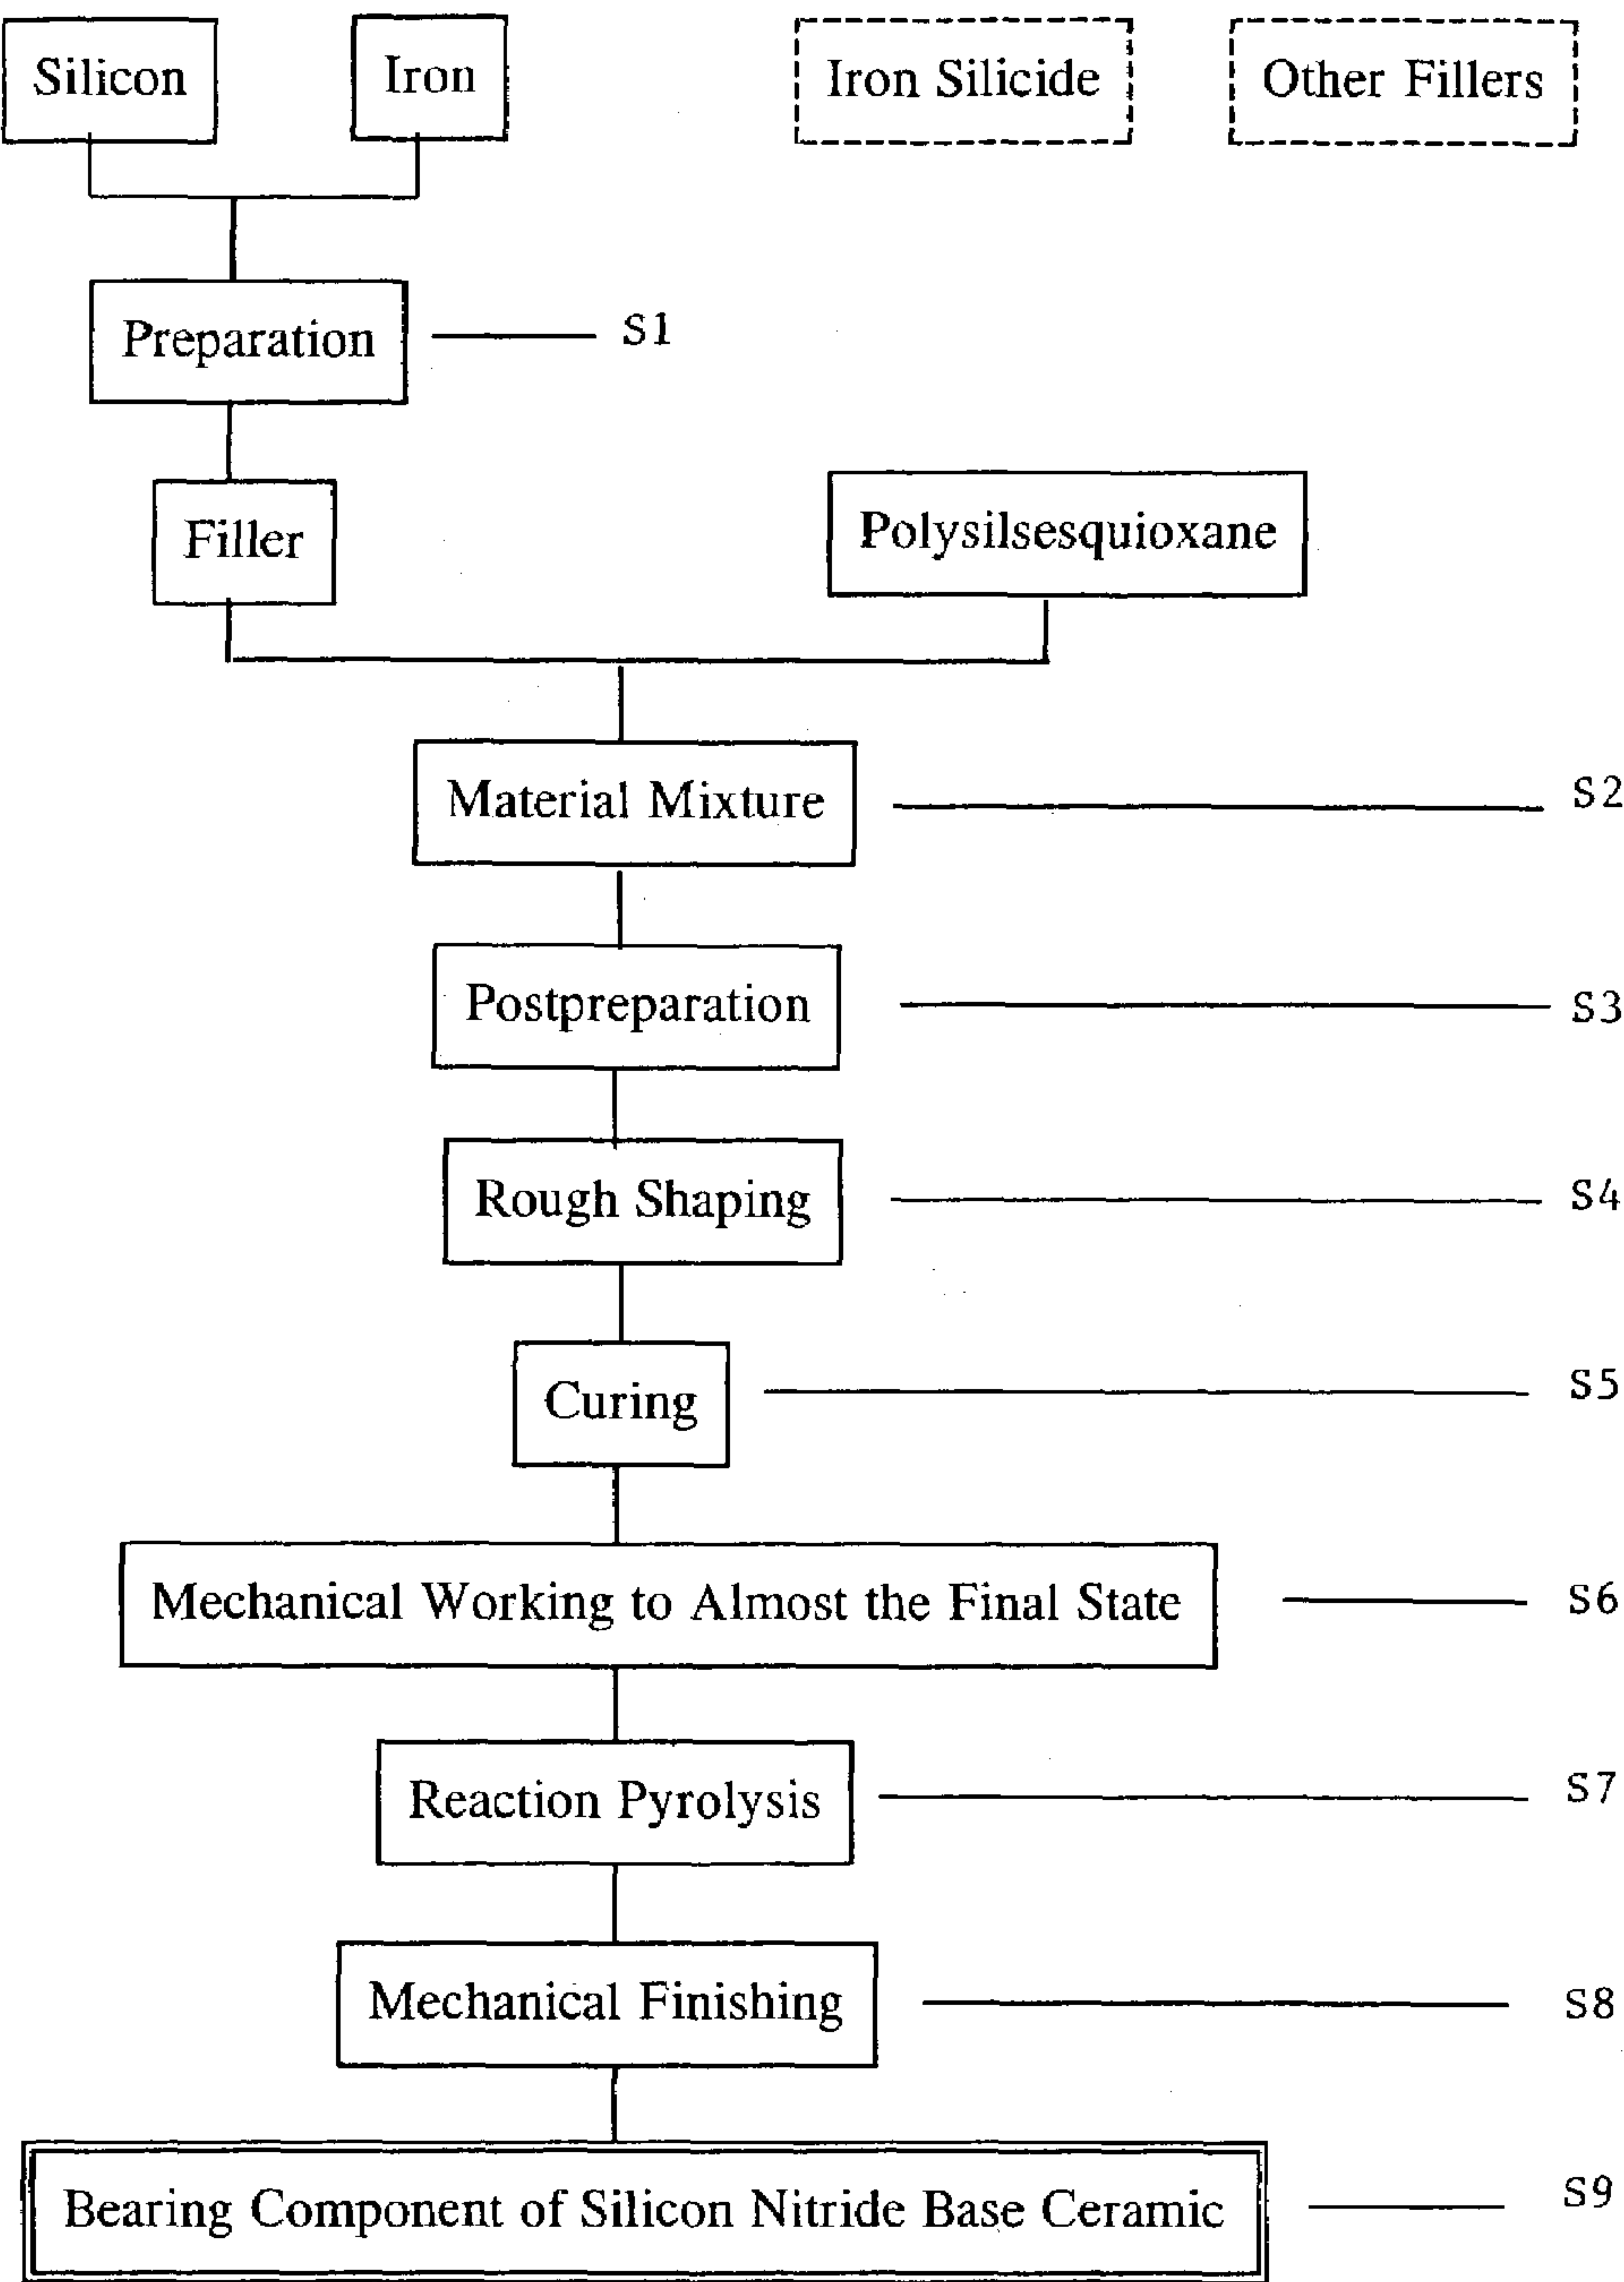 Silicon
Iron
Iron Silicide
Other Fillers
Preparation
S1
Filler
Polysilsesquioxane
Material Mixture
S2
Postpreparation
S3
Rough Shaping
S4
Curing
S5
Mechanical Working to Almost the Final State
S6
Reaction Pyrolysis
S7
Mechanical Finishing
S8
Bearing Component of Silicon Nitride Base Ceramic
S9